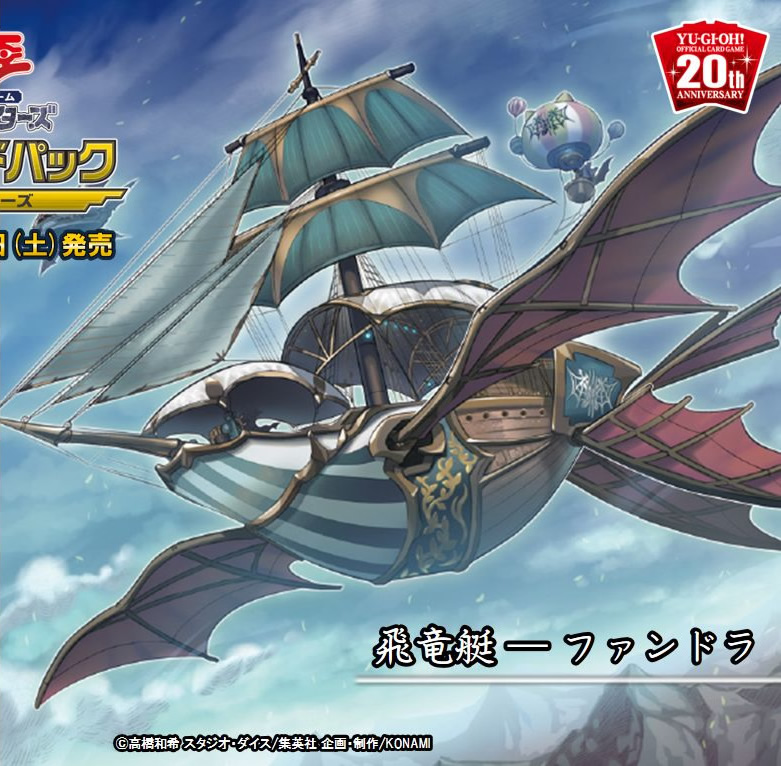 YU-GI-OH!
OFFICIAL CARD GAME
20th
ANNIVERSARY
ターズ
パック
ーズ
(土)発売
飛竜艇―ファンドラ
©高橋和希 スタジオ・ダイス/集英社 企画・制作/KONAMI